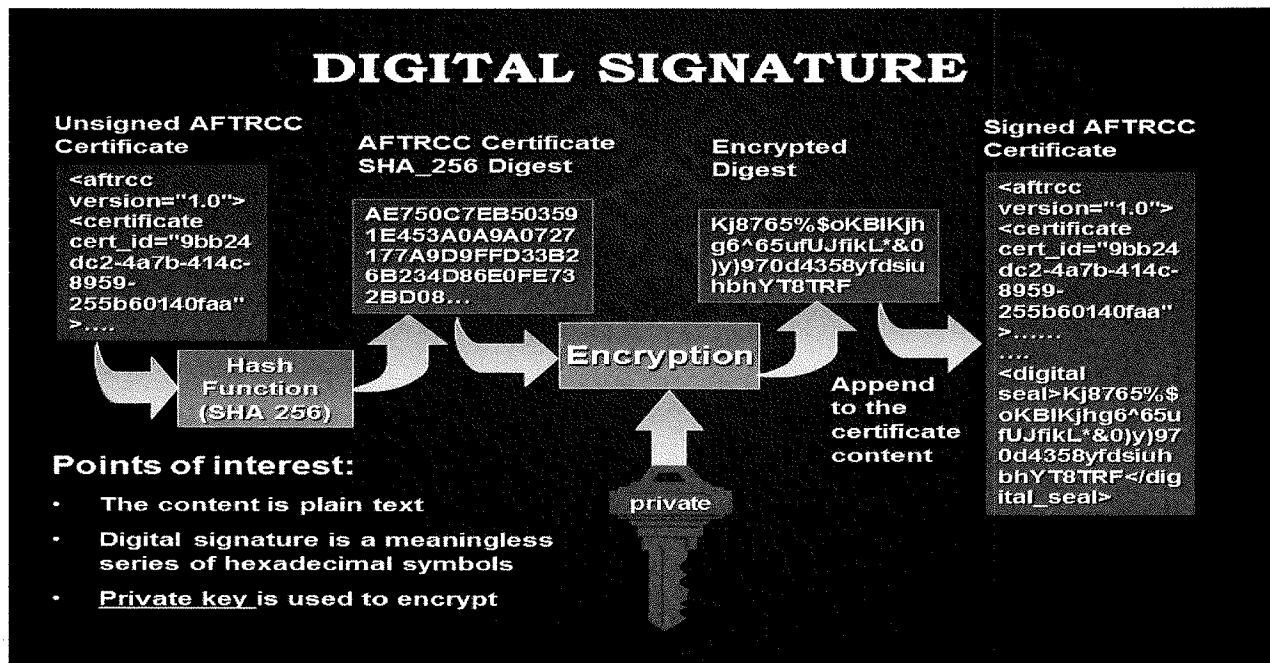 DIGITAL SIGNATURE
Unsigned AFTRCC
Certificate
<aftrcc
version="1.0">
<certificate
cert_id="9bb24
dc2-4a7b-414c-
8959-
255b60140faa"
>....
Hash
Function
(SHA 256)
AFTRCC Certificate
SHA_256 Digest
AE750C7EB50359
1E453A0A9A0727
177A9D9FFD33B2
6B234D86E0FE73
2BD08...
Encryption
private
Encrypted
Digest
Kj8765%$oKBIKjh
g6^65ufUJfikL*&0
)y)970d4358yfdsiu
hbhYT8TRF
Append
to the
certificate
content
Signed AFTRCC
Certificate
<aftrcc
version="1.0">
<certificate
cert_id="9bb24
dc2-4a7b-414c-
8959-
255b60140faa"
>......
....
<digital
seal>Kj8765%$
oKBIKjhg6^65u
fUJfikL*&0)y)97
0d4358yfdsiuh
bhYT8TRF</dig
ital_seal>
Points of interest:
• The content is plain text
• Digital signature is a meaningless
series of hexadecimal symbols
• Private key is used to encrypt